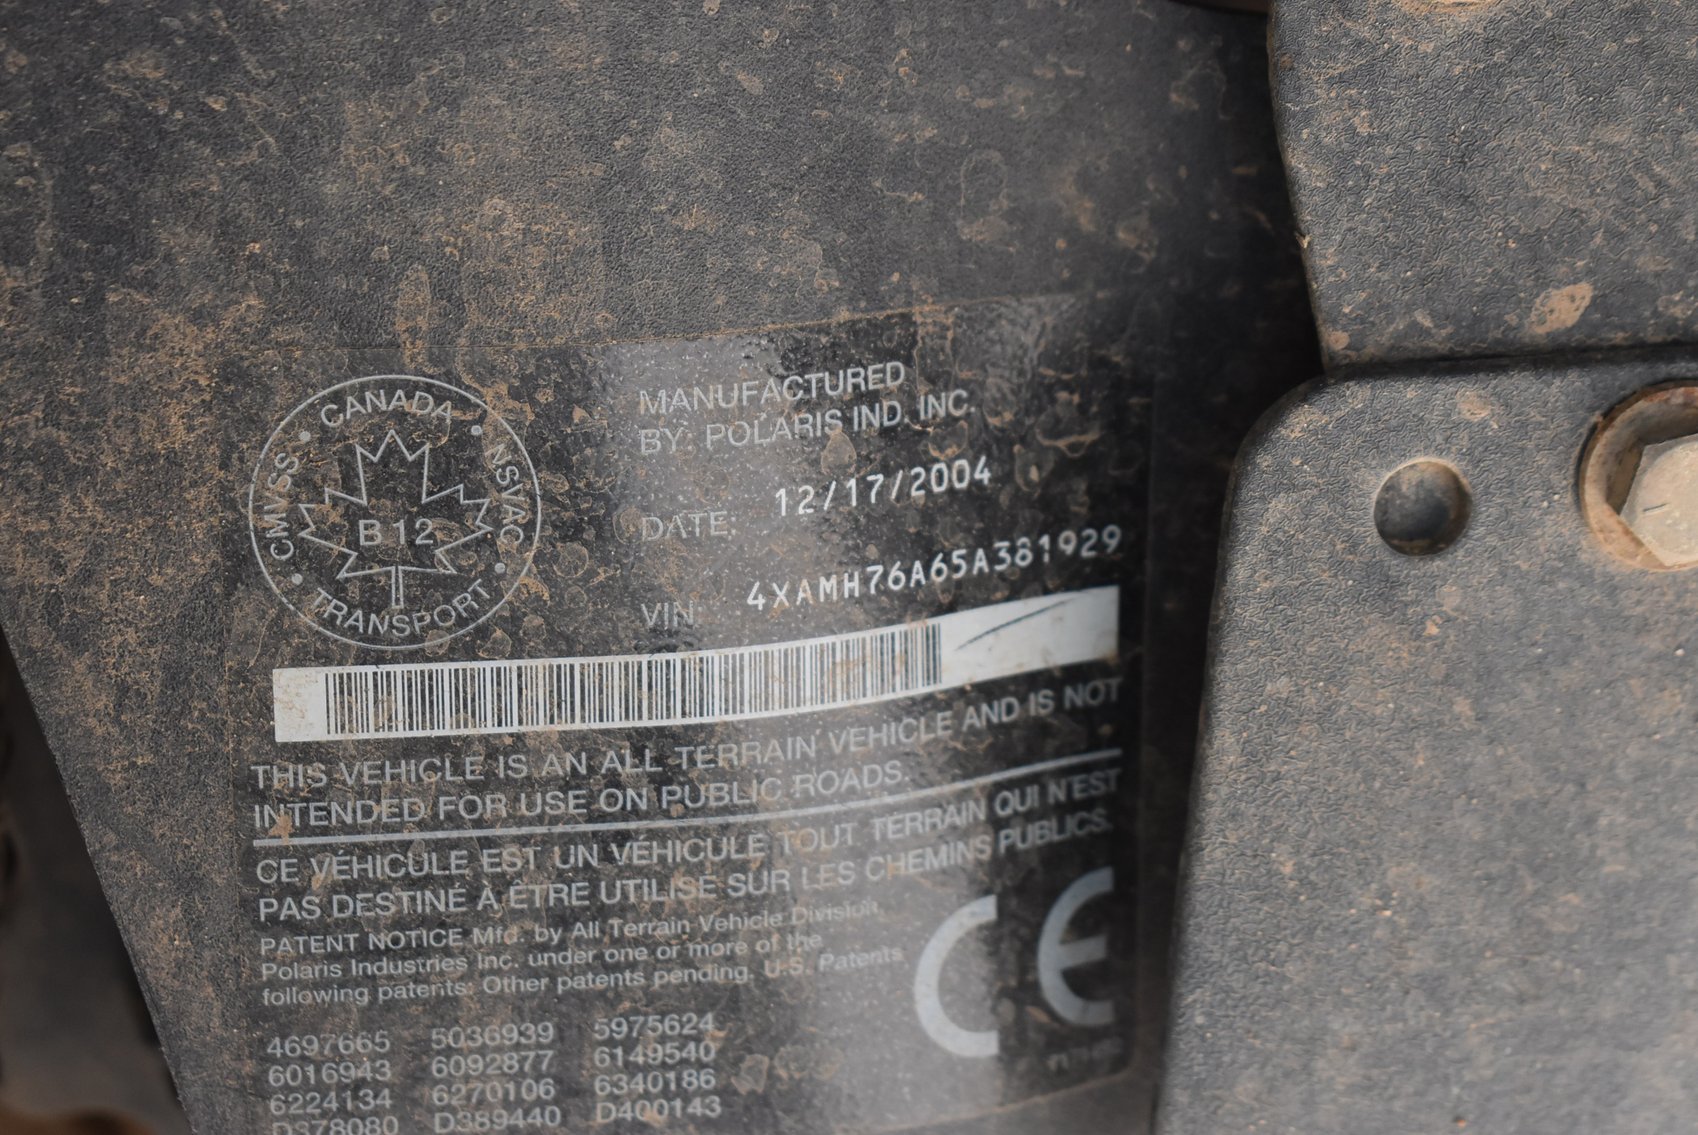 CANADA
CMVSS
NSVAC
B 12
TRANSPORT
MANUFACTURED
BY: POLARIS IND. INC.
DATE: 12/17/2004
VIN: 4XAMH76A65A381929
THIS VEHICLE IS AN ALL TERRAIN VEHICLE AND IS NOT
INTENDED FOR USE ON PUBLIC ROADS.
CE VÉHICULE EST UN VÉHICULE TOUT TERRAIN QUI N'EST
PAS DESTINÉ À ÊTRE UTILISÉ SUR LES CHEMINS PUBLICS.
PATENT NOTICE Mfd. by All Terrain Vehicle Division,
Polaris Industries Inc. under one or more of the
following patents. Other patents pending. U.S. Patents
4697665 5036939 5975624
6016943 6092877 6149540
6224134 6270106 6340186
D378080 D389440 D400143
CE